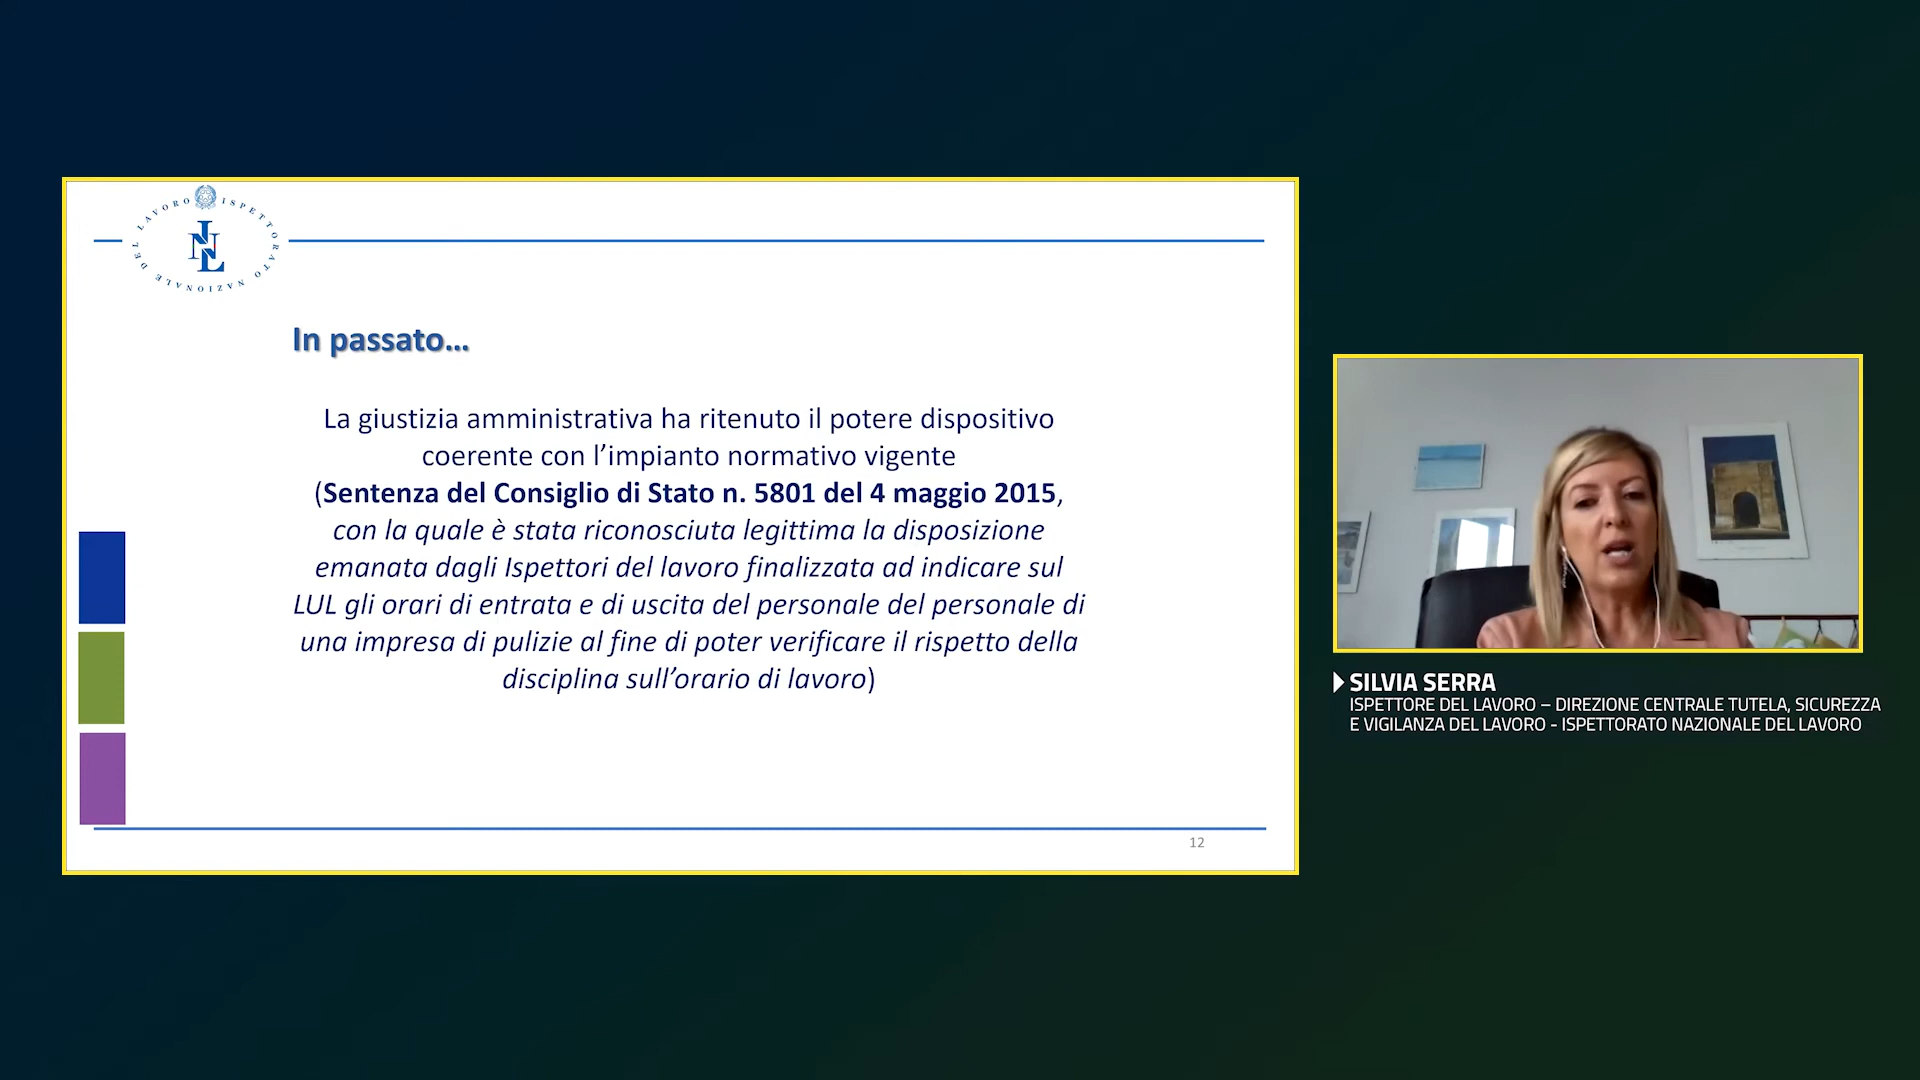 ISPETTORATO NAZIONALE DEL LAVORO
INL
In passato...
La giustizia amministrativa ha ritenuto il potere dispositivo
coerente con l’impianto normativo vigente
(Sentenza del Consiglio di Stato n. 5801 del 4 maggio 2015,
con la quale è stata riconosciuta legittima la disposizione
emanata dagli Ispettori del lavoro finalizzata ad indicare sul
LUL gli orari di entrata e di uscita del personale del personale di
una impresa di pulizie al fine di poter verificare il rispetto della
disciplina sull’orario di lavoro)
12
SILVIA SERRA
ISPETTORE DEL LAVORO – DIREZIONE CENTRALE TUTELA, SICUREZZA
E VIGILANZA DEL LAVORO - ISPETTORATO NAZIONALE DEL LAVORO